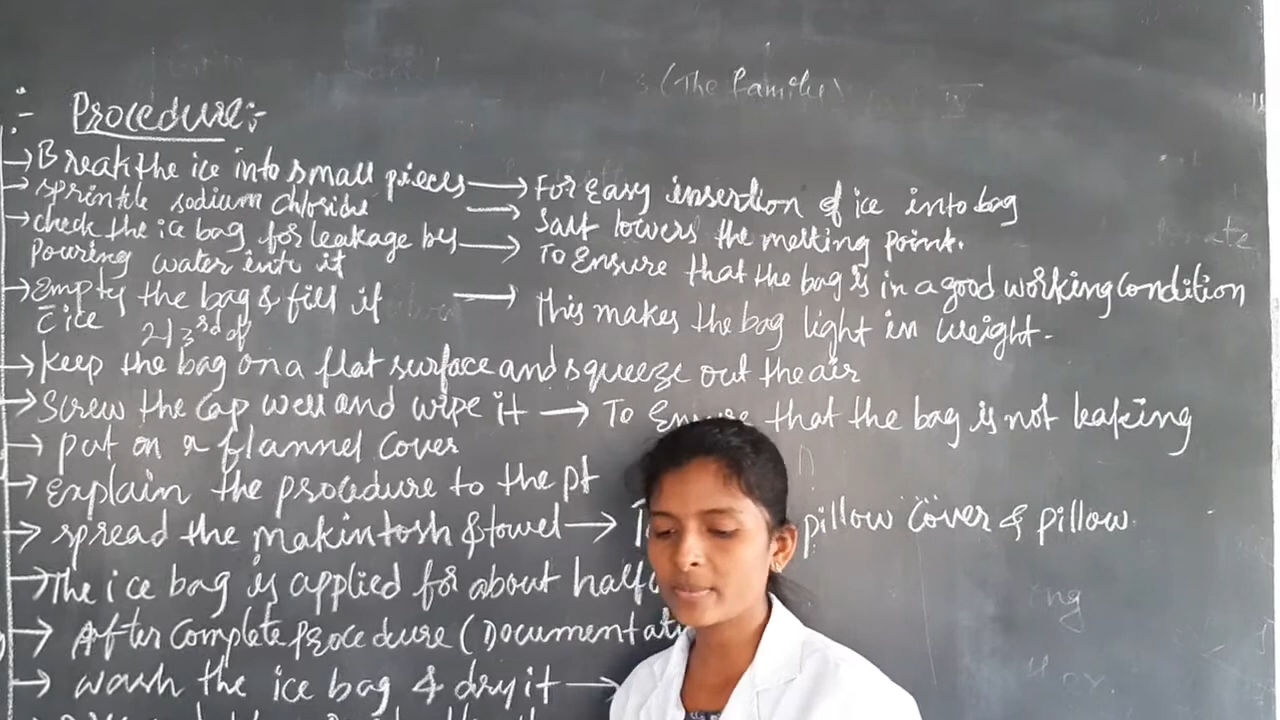 (The Family)
:- Procedure:-
→ Break the ice into small pieces → For Easy insertion of ice into bag
→ sprinkle sodium chloride → Salt lowers the melting point.
→ check the ice bag for leakage by → To Ensure that the bag is in a good working condition
pouring water into it
→ Empty the bag & fill it → This makes the bag light in weight.
c̄ ice 2/3rd of
→ keep the bag on a flat surface and squeeze out the air
→ Screw the cap well and wipe it → To Ensure that the bag is not leaking
→ put on a flannel cover
→ Explain the procedure to the pt
→ spread the makintosh & towel → pillow cover & pillow
→ The ice bag is applied for about half
→ After complete procedure (Documentati
→ wash the ice bag & dry it →